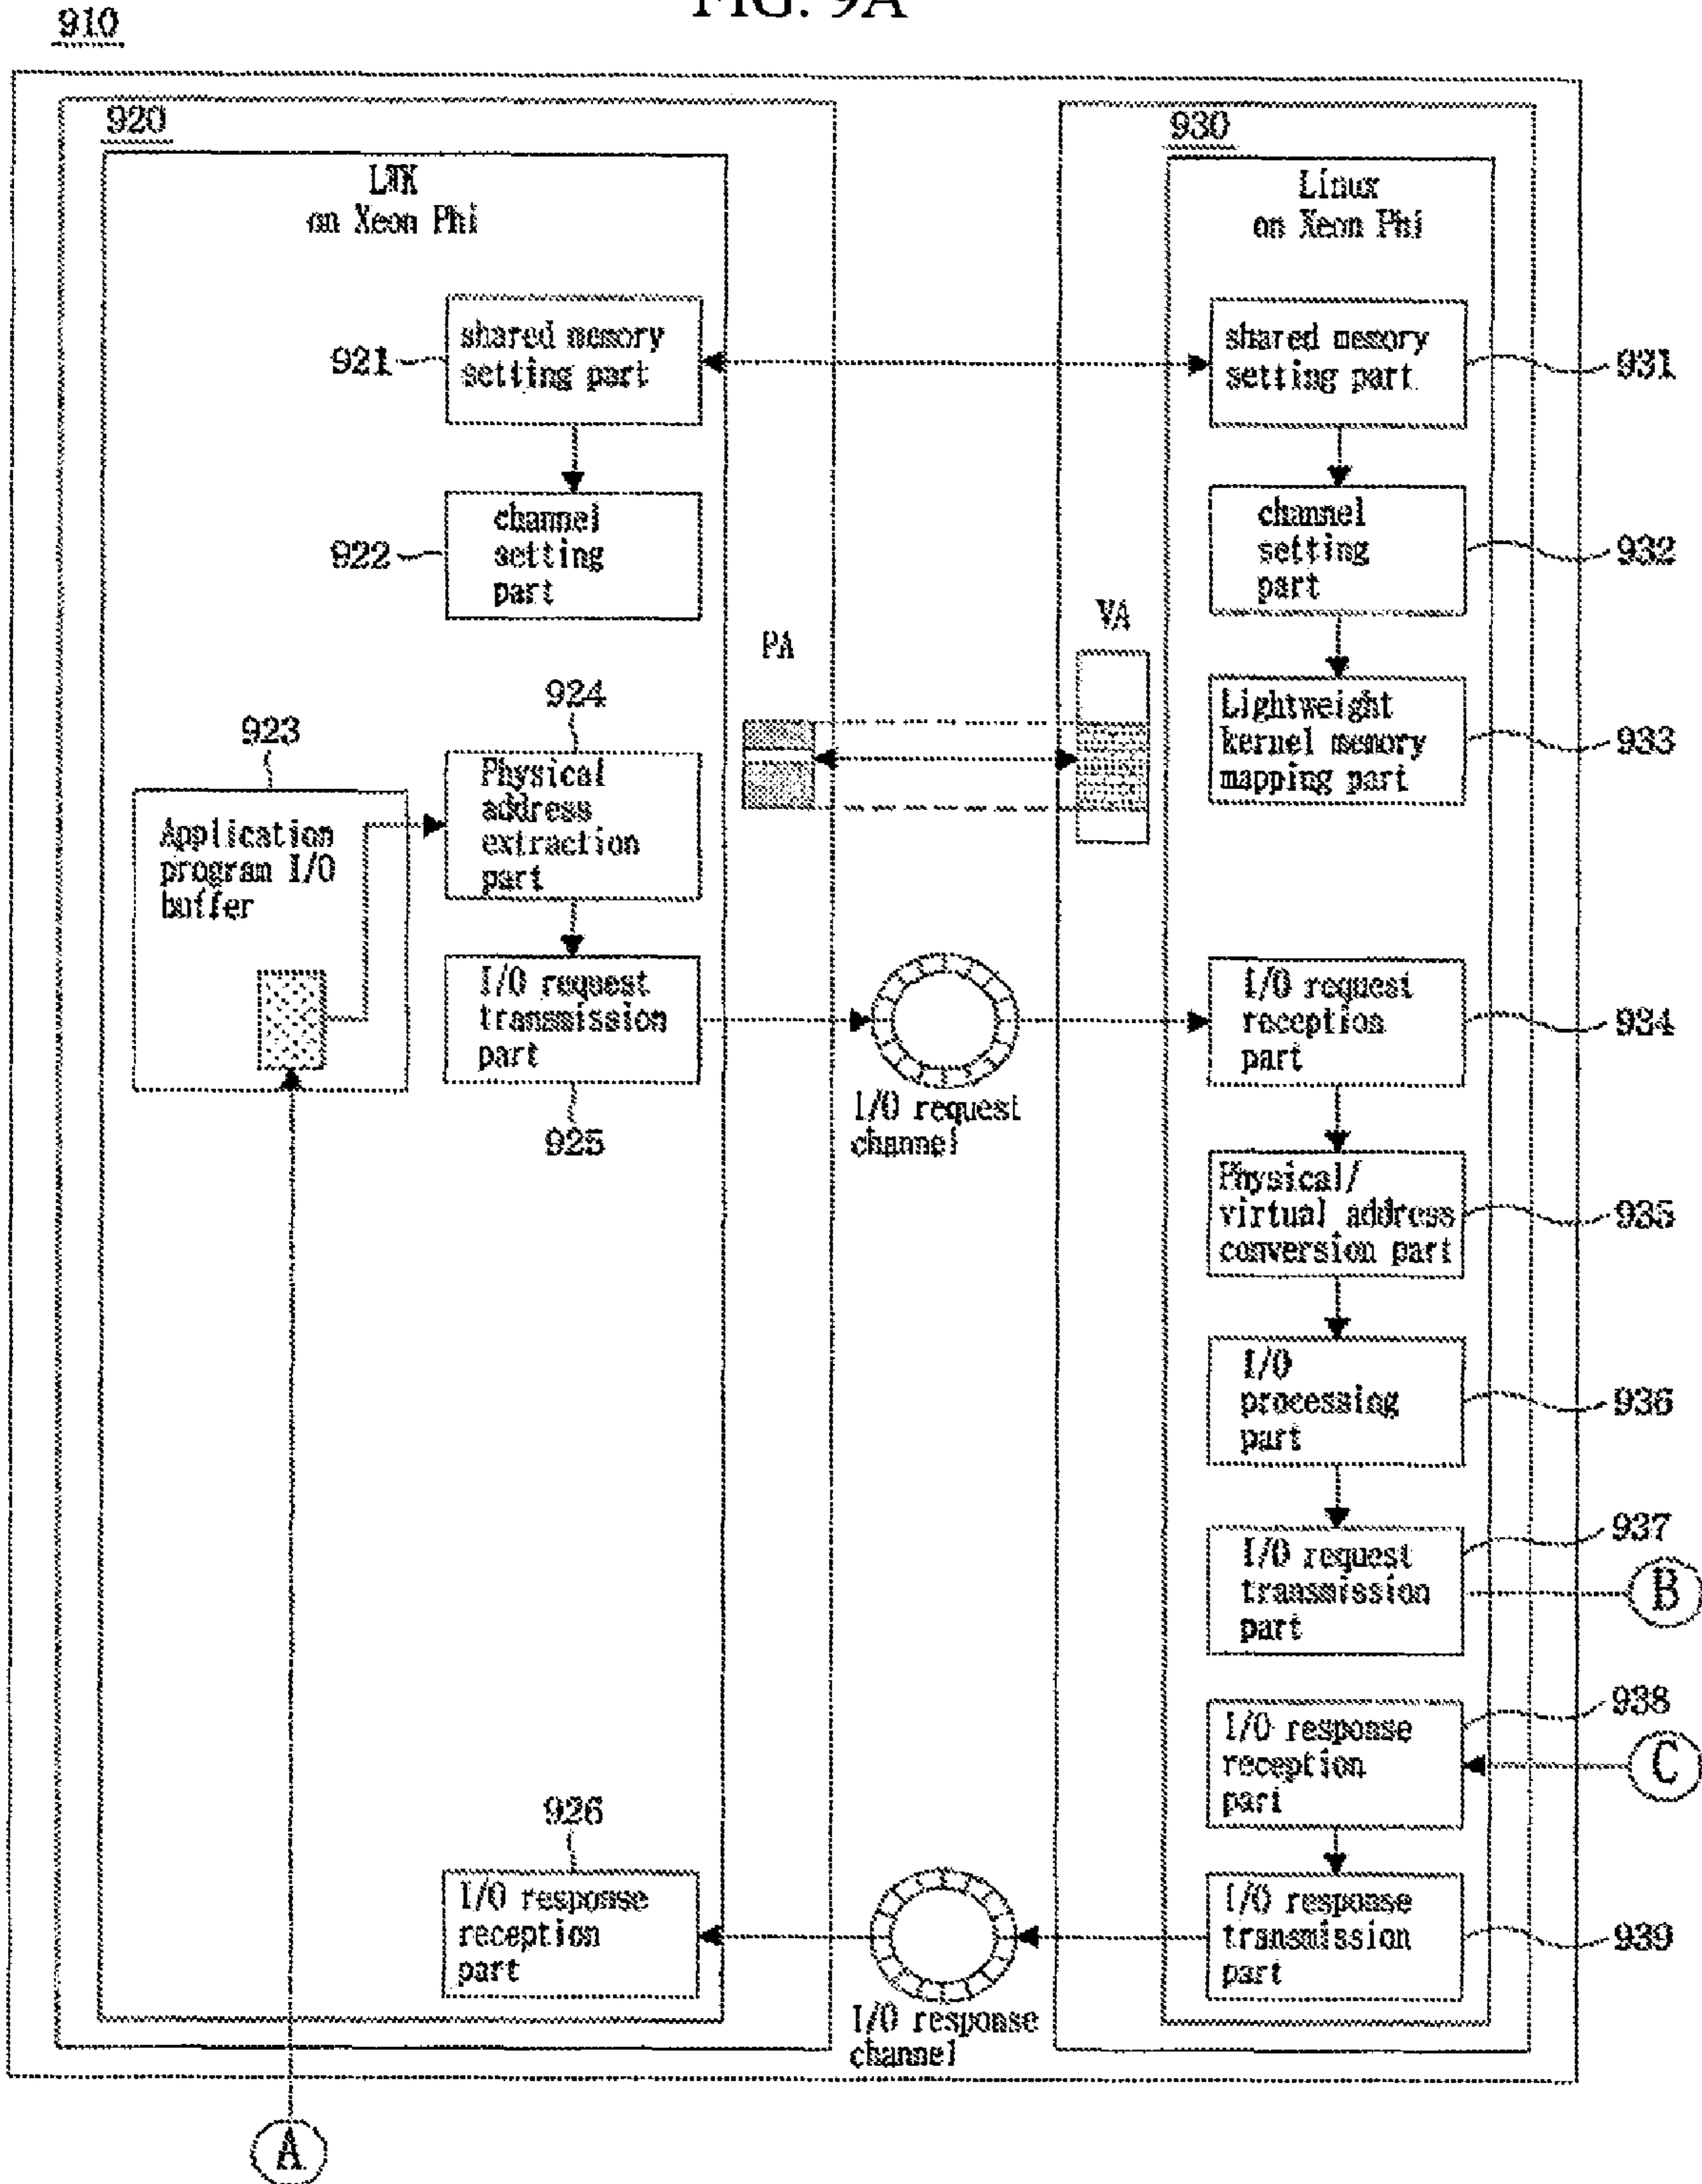 FIG. 9A
910
920
LWK
on Xeon Phi
930
Linux
on Xeon Phi
921
shared memory
setting part
shared memory
setting part
931
922
channel
setting
part
channel
setting
part
932
PA
VA
923
924
Application
program I/O
buffer
Physical
address
extraction
part
Lightweight
kernel memory
mapping part
933
I/O request
transmission
part
925
I/O request
channel
I/O request
reception
part
934
Physical/
virtual address
conversion part
935
I/O
processing
part
936
I/O request
transmission
part
937
B
I/O response
reception
part
938
C
926
I/O response
reception
part
I/O response
channel
I/O response
transmission
part
939
A